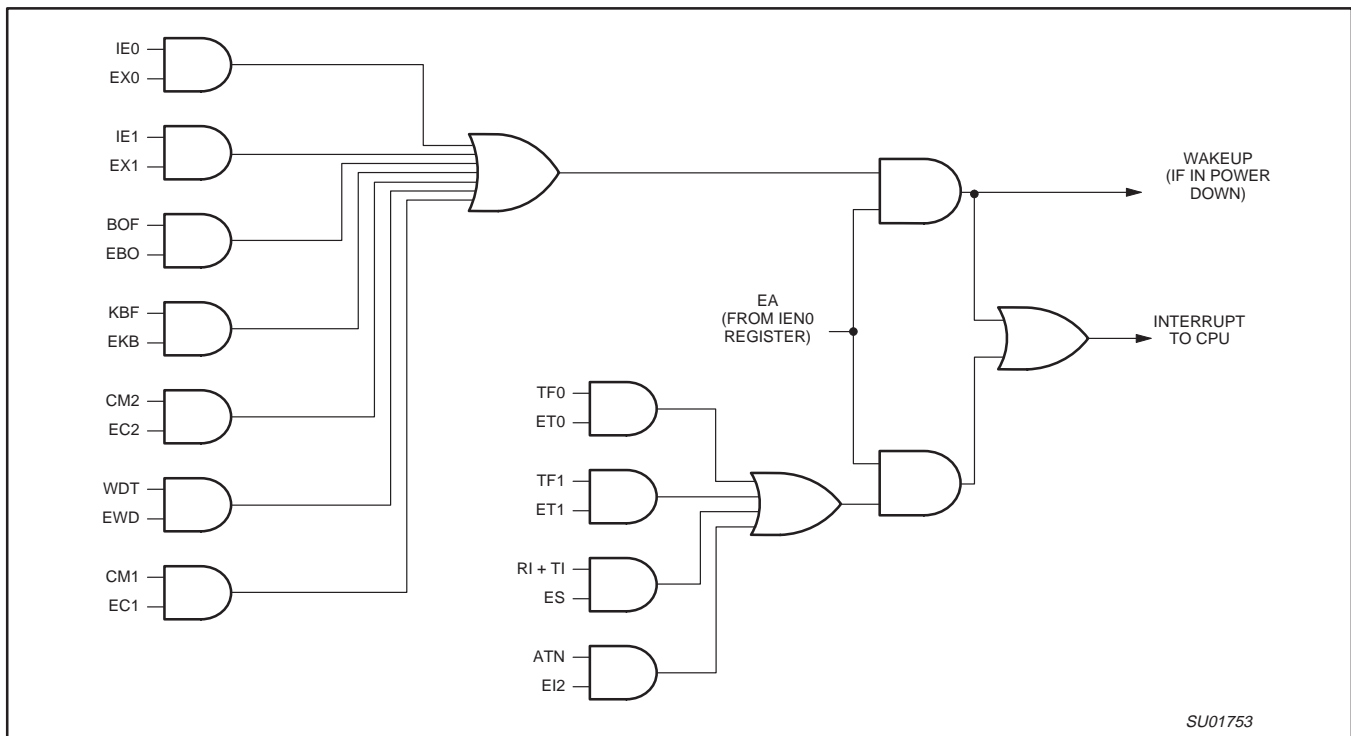 IE0
EX0
IE1
EX1
BOF
EBO
KBF
EKB
CM2
EC2
WDT
EWD
CM1
EC1
EA
(FROM IEN0
REGISTER)
TF0
ET0
TF1
ET1
RI + TI
ES
ATN
EI2
WAKEUP
(IF IN POWER
DOWN)
INTERRUPT
TO CPU
SU01753